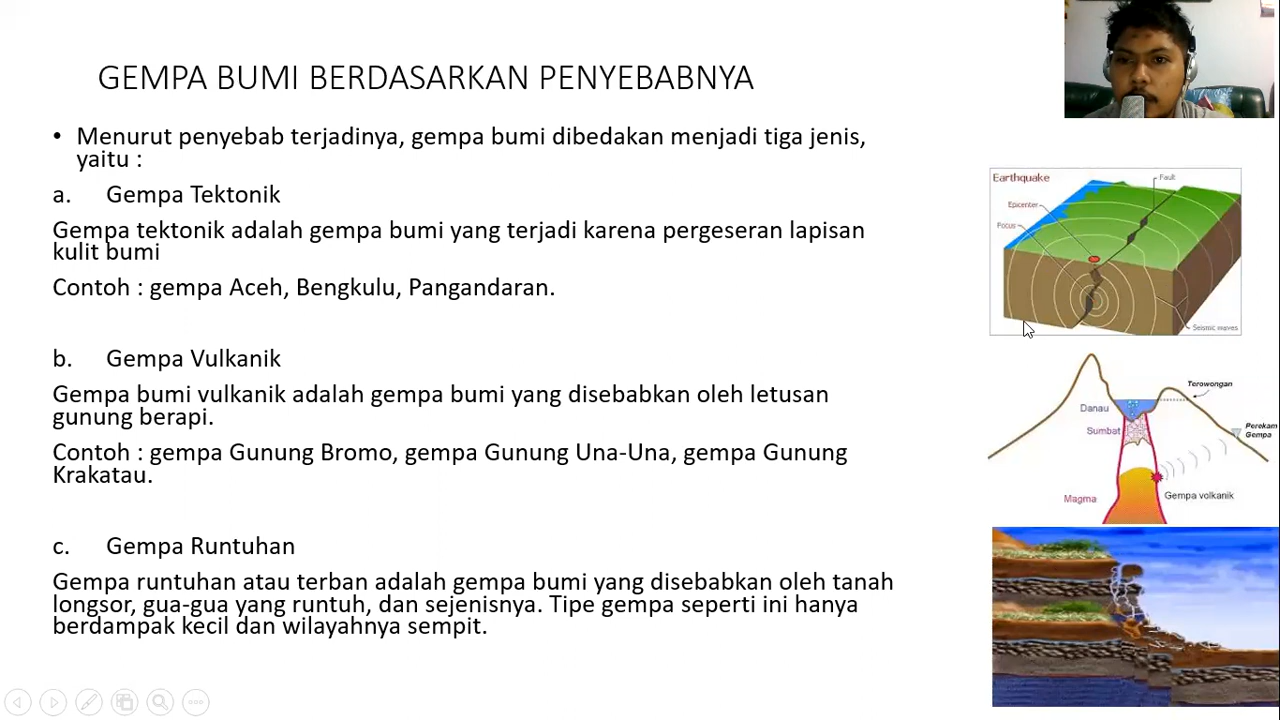 GEMPA BUMI BERDASARKAN PENYEBABNYA
• Menurut penyebab terjadinya, gempa bumi dibedakan menjadi tiga jenis,
yaitu :
a. Gempa Tektonik
Gempa tektonik adalah gempa bumi yang terjadi karena pergeseran lapisan
kulit bumi
Contoh : gempa Aceh, Bengkulu, Pangandaran.
b. Gempa Vulkanik
Gempa bumi vulkanik adalah gempa bumi yang disebabkan oleh letusan
gunung berapi.
Contoh : gempa Gunung Bromo, gempa Gunung Una-Una, gempa Gunung
Krakatau.
c. Gempa Runtuhan
Gempa runtuhan atau terban adalah gempa bumi yang disebabkan oleh tanah
longsor, gua-gua yang runtuh, dan sejenisnya. Tipe gempa seperti ini hanya
berdampak kecil dan wilayahnya sempit.
Earthquake
Fault
Epicenter
Focus
Seismic waves
Terowongan
Danau
Sumbat
Perekam
Gempa
Magma
Gempa volkanik